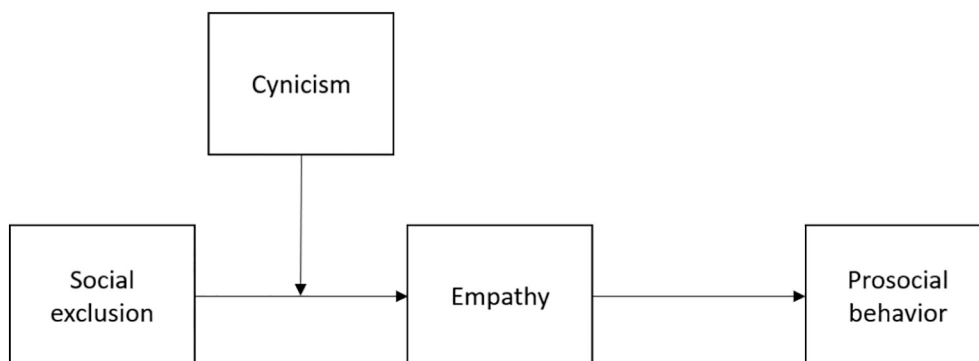 Cynicism
Social
exclusion
Empathy
Prosocial
behavior